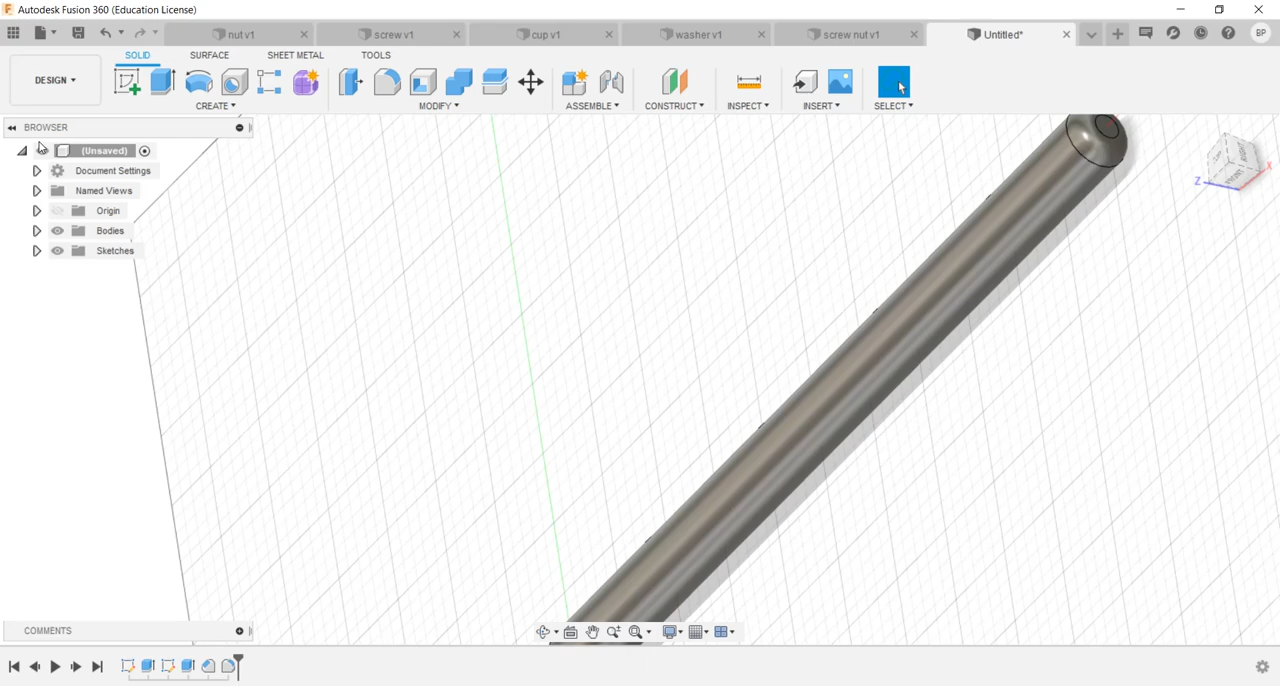 Autodesk Fusion 360 (Education License)
nut v1
screw v1
cup v1
washer v1
screw nut v1
Untitled*
BP
DESIGN
SOLID
SURFACE
SHEET METAL
TOOLS
CREATE
MODIFY
ASSEMBLE
CONSTRUCT
INSPECT
INSERT
SELECT
BROWSER
(Unsaved)
Document Settings
Named Views
Origin
Bodies
Sketches
RIGHT
FRONT
Z
X
COMMENTS